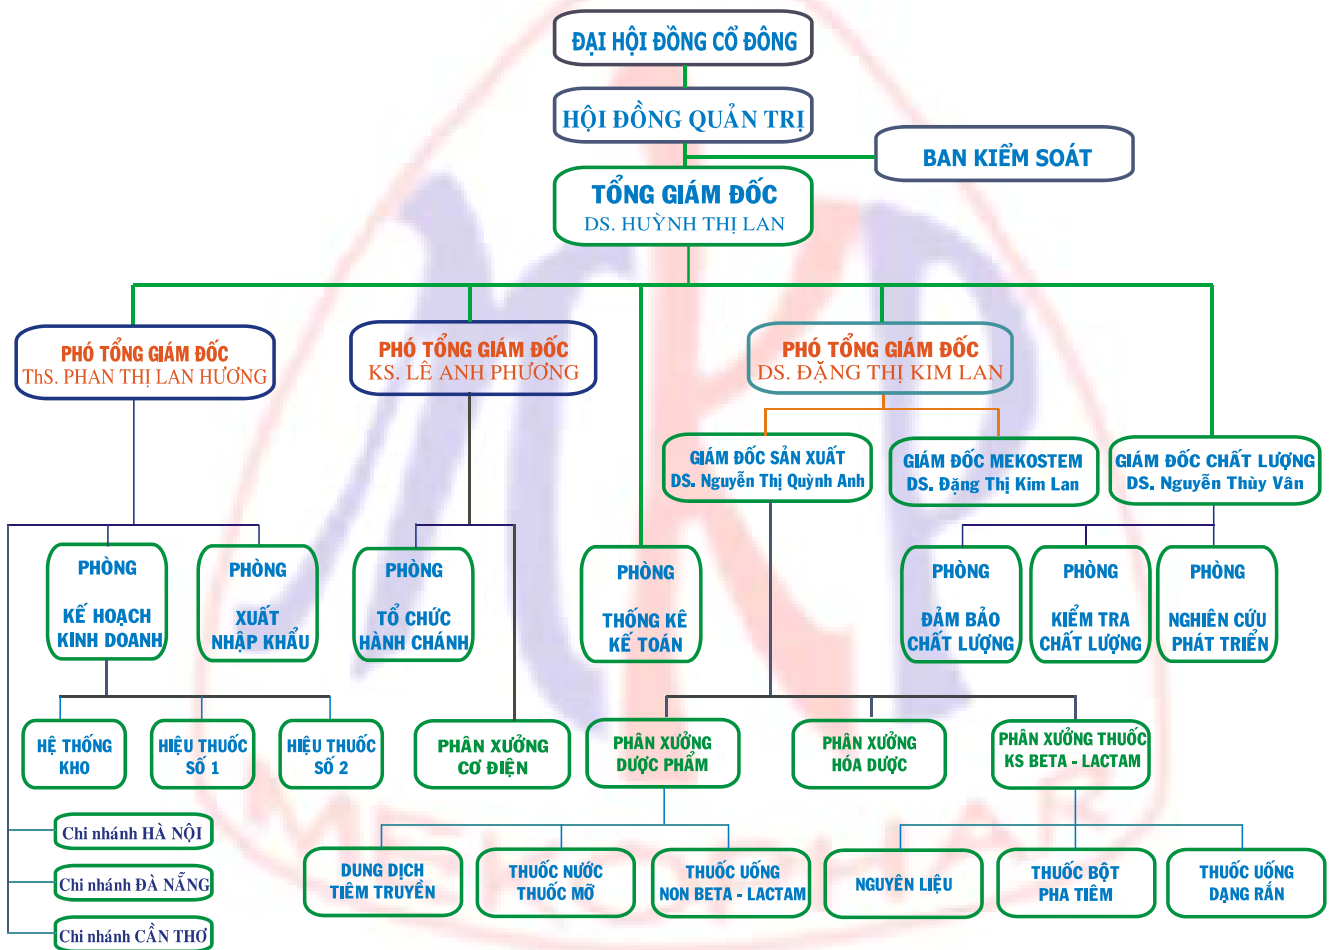 ĐẠI HỘI ĐỒNG CỔ ĐÔNG
HỘI ĐỒNG QUẢN TRỊ
BAN KIỂM SOÁT
TỔNG GIÁM ĐỐC
DS. HUỲNH THỊ LAN
PHÓ TỔNG GIÁM ĐỐC
ThS. PHAN THỊ LAN HƯƠNG
PHÓ TỔNG GIÁM ĐỐC
KS. LÊ ANH PHƯƠNG
PHÓ TỔNG GIÁM ĐỐC
DS. ĐẶNG THỊ KIM LAN
GIÁM ĐỐC SẢN XUẤT
DS. Nguyễn Thị Quỳnh Anh
GIÁM ĐỐC MEKOSTEM
DS. Đặng Thị Kim Lan
GIÁM ĐỐC CHẤT LƯỢNG
DS. Nguyễn Thùy Vân
PHÒNG
KẾ HOẠCH
KINH DOANH
PHÒNG
XUẤT
NHẬP KHẨU
PHÒNG
TỔ CHỨC
HÀNH CHÁNH
PHÒNG
THỐNG KÊ
KẾ TOÁN
PHÒNG
ĐẢM BẢO
CHẤT LƯỢNG
PHÒNG
KIỂM TRA
CHẤT LƯỢNG
PHÒNG
NGHIÊN CỨU
PHÁT TRIỂN
HỆ THỐNG
KHO
HIỆU THUỐC
SỐ 1
HIỆU THUỐC
SỐ 2
PHÂN XƯỞNG
CƠ ĐIỆN
PHÂN XƯỞNG
DƯỢC PHẨM
PHÂN XƯỞNG
HÓA DƯỢC
PHÂN XƯỞNG THUỐC
KS BETA - LACTAM
Chi nhánh HÀ NỘI
Chi nhánh ĐÀ NẴNG
Chi nhánh CẦN THƠ
DUNG DỊCH
TIÊM TRUYỀN
THUỐC NƯỚC
THUỐC MỠ
THUỐC UỐNG
NON BETA - LACTAM
NGUYÊN LIỆU
THUỐC BỘT
PHA TIÊM
THUỐC UỐNG
DẠNG RẮN
MKP
MEKOPHAR